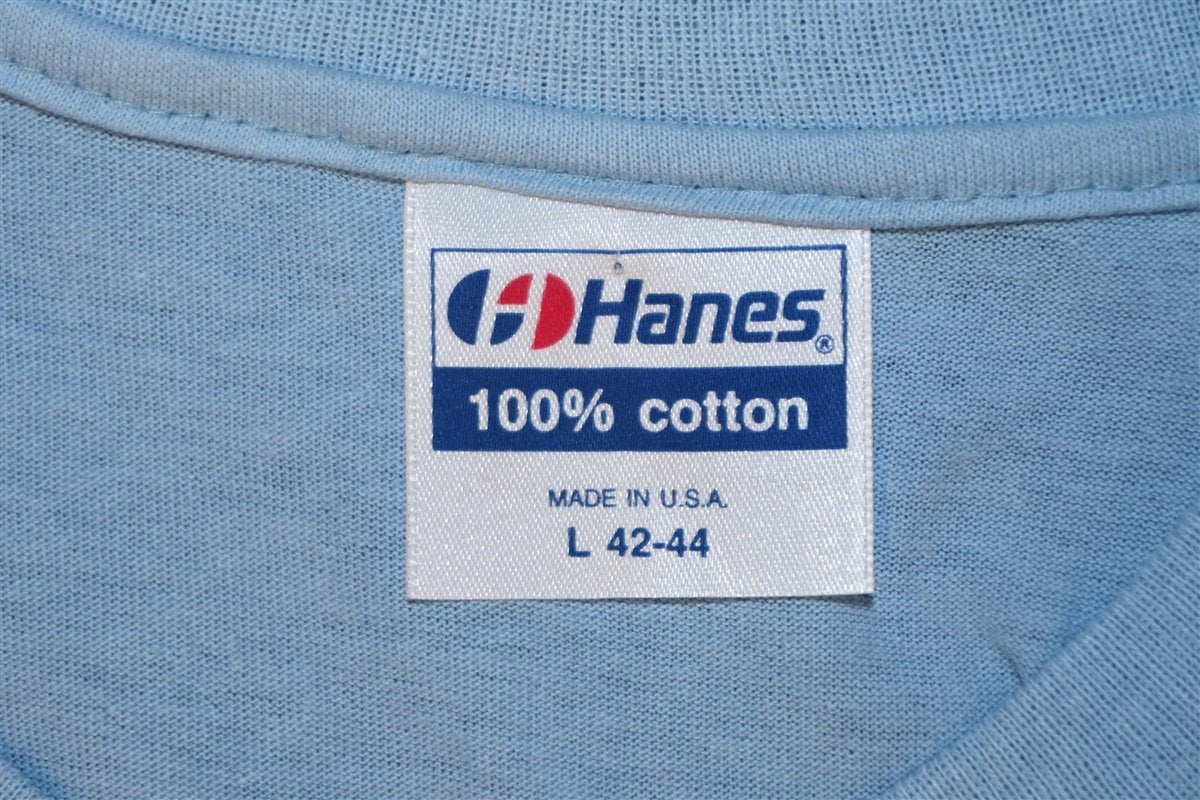 Hanes®
100% cotton
MADE IN U.S.A.
L 42-44